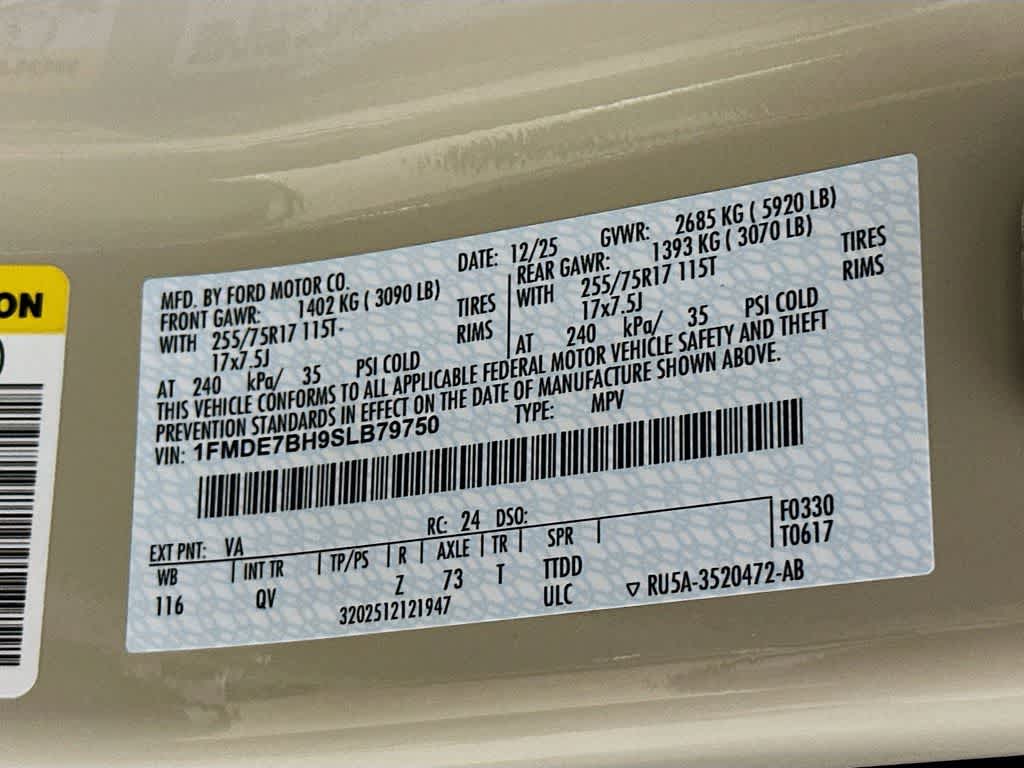 ON
MFD. BY FORD MOTOR CO.
DATE: 12/25 GVWR: 2685 KG ( 5920 LB)
FRONT GAWR: 1402 KG ( 3090 LB)
WITH 255/75R17 115T- TIRES
17x7.5J RIMS
AT 240 kPa/ 35 PSI COLD
REAR GAWR: 1393 KG ( 3070 LB)
WITH 255/75R17 115T TIRES
17x7.5J RIMS
AT 240 kPa/ 35 PSI COLD
THIS VEHICLE CONFORMS TO ALL APPLICABLE FEDERAL MOTOR VEHICLE SAFETY AND THEFT
PREVENTION STANDARDS IN EFFECT ON THE DATE OF MANUFACTURE SHOWN ABOVE.
VIN: 1FMDE7BH9SLB79750 TYPE: MPV
EXT PNT: VA RC: 24 DSO: F0330
WB INT TR TP/PS R AXLE TR SPR T0617
116 QV Z 73 T TTDD
3202512121947 ULC ▽ RU5A-3520472-AB